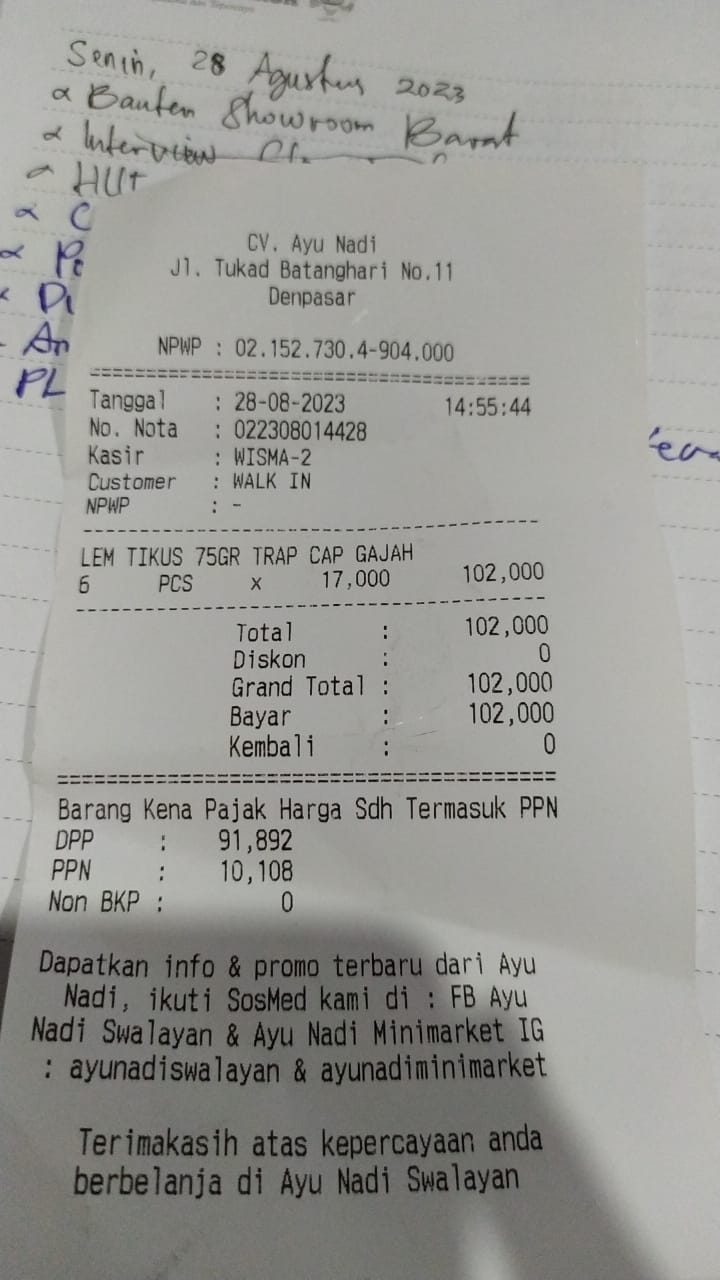 Senin, 28 Agustus 2023
∝ Banten Showroom Barat
∝ Interview
∝ HUT
∝ C
∝ Pe
∝ Di
An
PL
CV. Ayu Nadi
Jl. Tukad Batanghari No.11
Denpasar
NPWP : 02.152.730.4-904.000
======================================
Tanggal : 28-08-2023 14:55:44
No. Nota : 022308014428
Kasir : WISMA-2
Customer : WALK IN
NPWP : -
--------------------------------------
LEM TIKUS 75GR TRAP CAP GAJAH
6 PCS x 17,000 102,000
--------------------------------------
Total : 102,000
Diskon : 0
Grand Total : 102,000
Bayar : 102,000
Kembali : 0
======================================
Barang Kena Pajak Harga Sdh Termasuk PPN
DPP : 91,892
PPN : 10,108
Non BKP : 0
Dapatkan info & promo terbaru dari Ayu
Nadi, ikuti SosMed kami di : FB Ayu
Nadi Swalayan & Ayu Nadi Minimarket IG
: ayunadiswalayan & ayunadiminimarket
Terimakasih atas kepercayaan anda
berbelanja di Ayu Nadi Swalayan